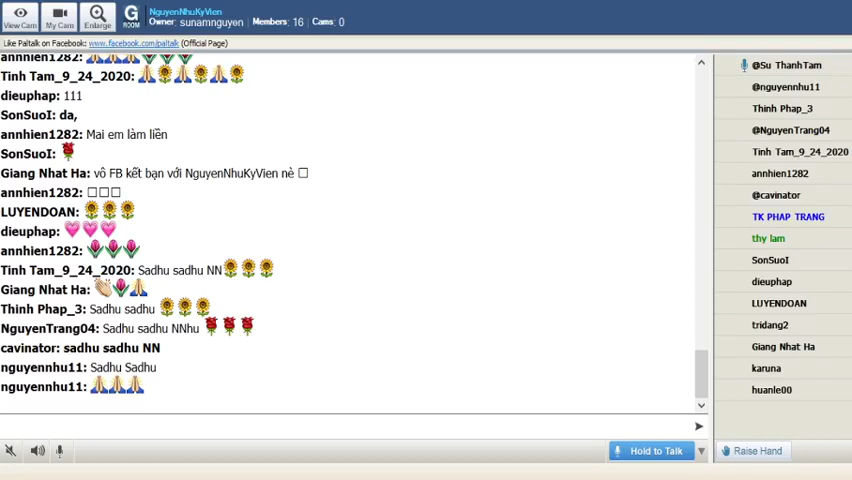 View Cam
My Cam
Enlarge
G
ROOM
NguyenNhuKyVien
Owner: sunamnguyen Members: 16 Cams: 0
Like Paltalk on Facebook: www.facebook.com/paltalk (Official Page)
annhien1282:
Tinh Tam_9_24_2020:
dieuphap: 111
SonSuoI: da,
annhien1282: Mai em làm liền
SonSuoI:
Giang Nhat Ha: vô FB kết bạn với NguyenNhuKyVien nè
annhien1282:
LUYENDOAN:
dieuphap:
annhien1282:
Tinh Tam_9_24_2020: Sadhu sadhu NN
Giang Nhat Ha:
Thinh Phap_3: Sadhu sadhu
NguyenTrang04: Sadhu sadhu NNhu
cavinator: sadhu sadhu NN
nguyennhu11: Sadhu Sadhu
nguyennhu11:
Hold to Talk
@Su ThanhTam
@nguyennhu11
Thinh Phap_3
@NguyenTrang04
Tinh Tam_9_24_2020
annhien1282
@cavinator
TK PHAP TRANG
thy lam
SonSuoI
dieuphap
LUYENDOAN
tridang2
Giang Nhat Ha
karuna
huanle00
Raise Hand